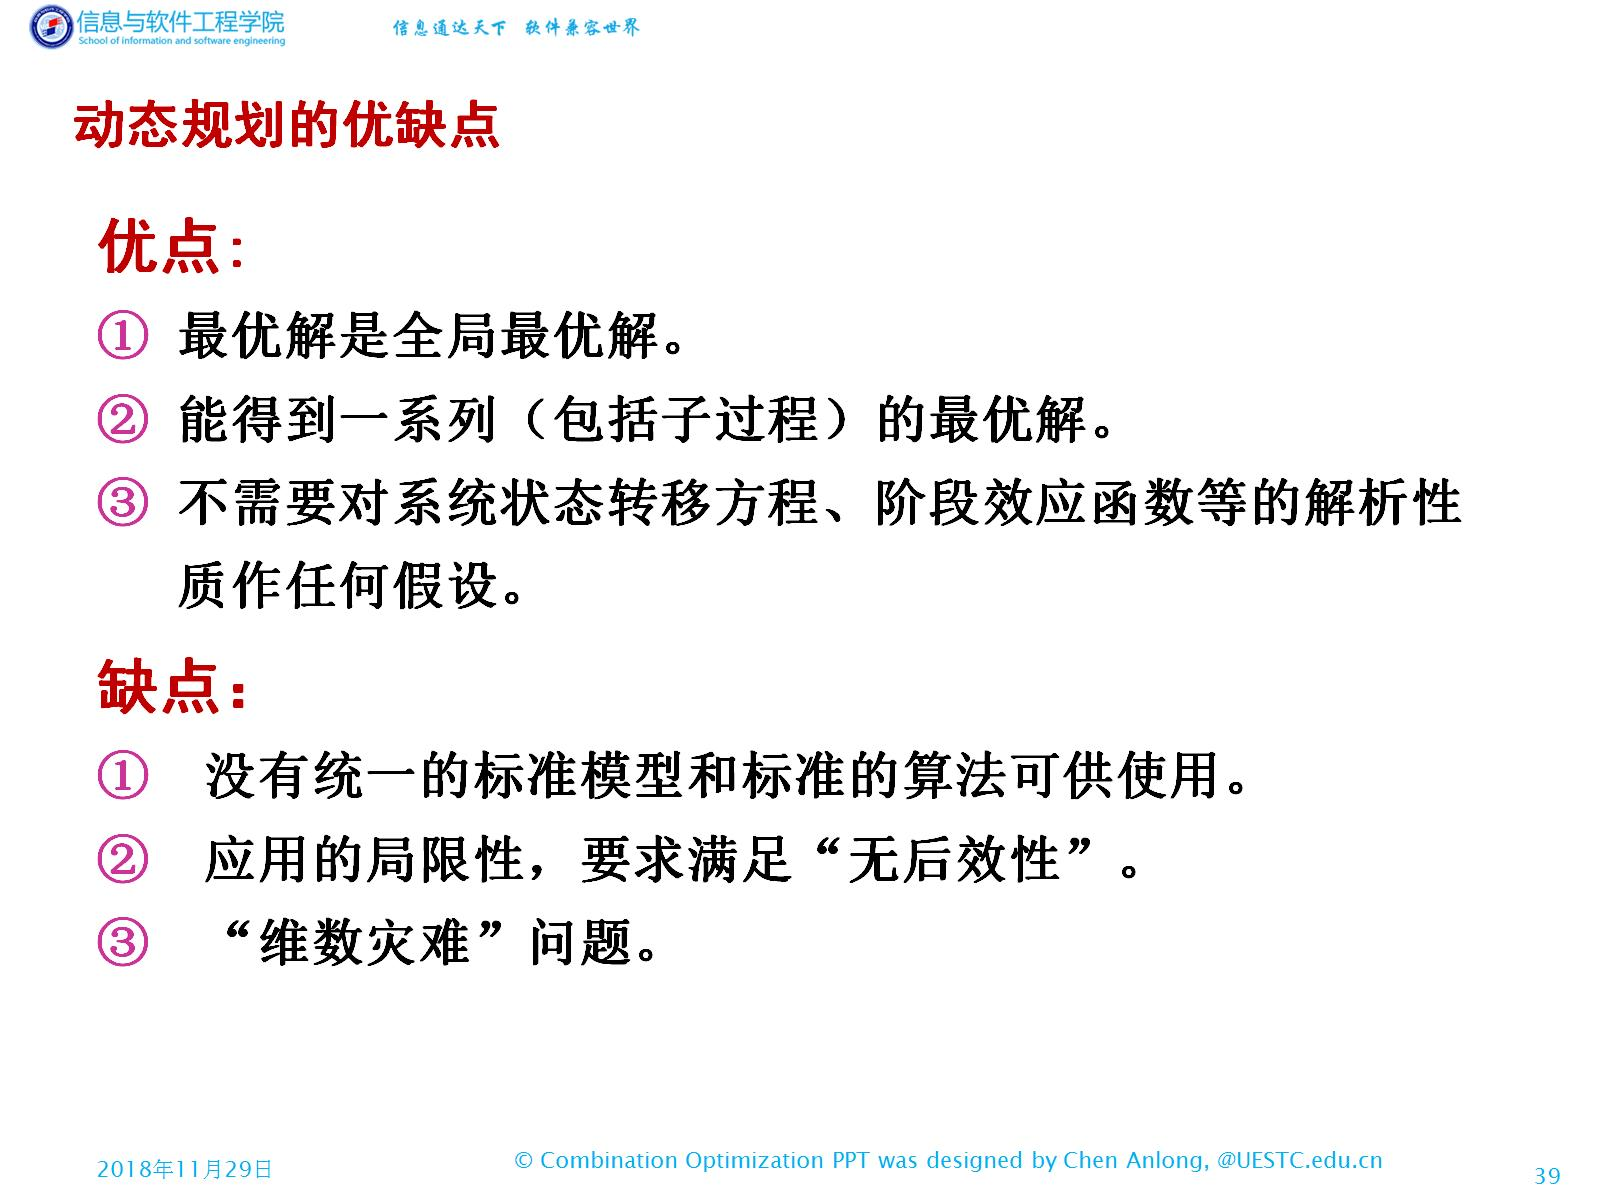 信息与软件工程学院
School of information and software engineering
信息通达天下 软件兼容世界
动态规划的优缺点
优点:
① 最优解是全局最优解。
② 能得到一系列（包括子过程）的最优解。
③ 不需要对系统状态转移方程、阶段效应函数等的解析性
质作任何假设。
缺点：
① 没有统一的标准模型和标准的算法可供使用。
② 应用的局限性，要求满足“无后效性”。
③ “维数灾难”问题。
2018年11月29日
© Combination Optimization PPT was designed by Chen Anlong, @UESTC.edu.cn
39